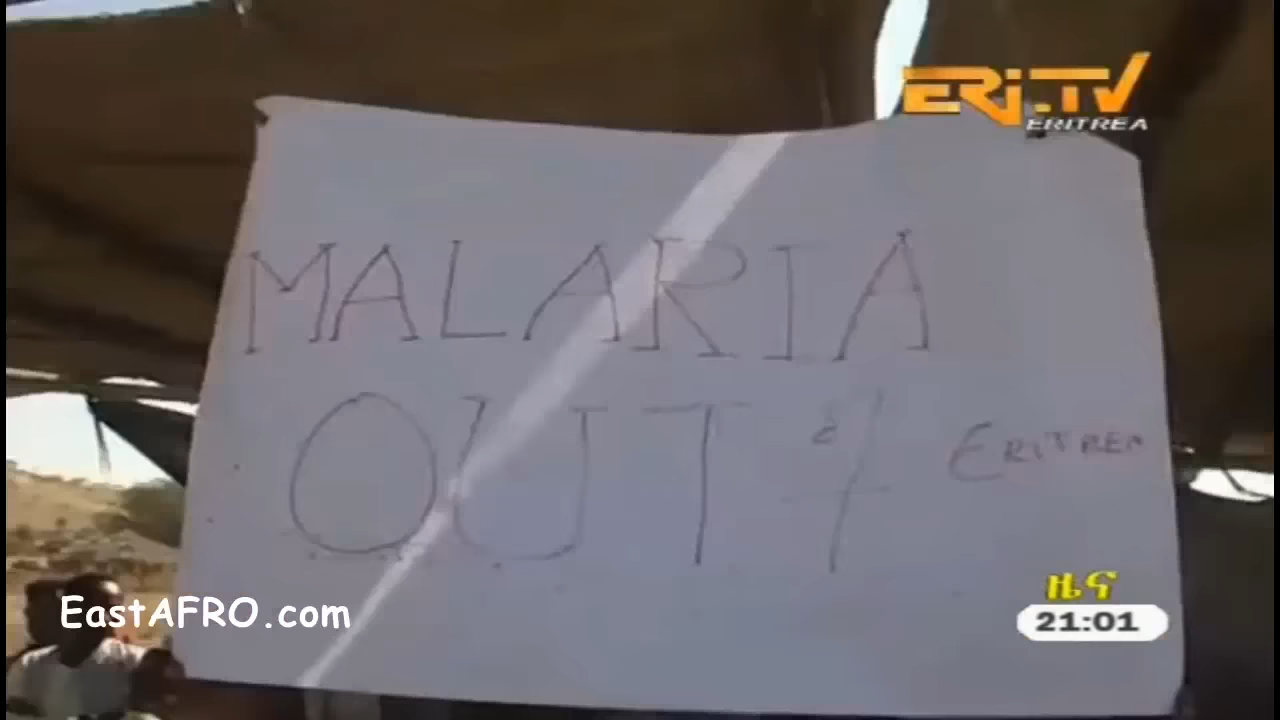 ERi-TV
ERITREA
MALARIA
OUT of ERITREA
ዜና
21:01
EastAFRO.com